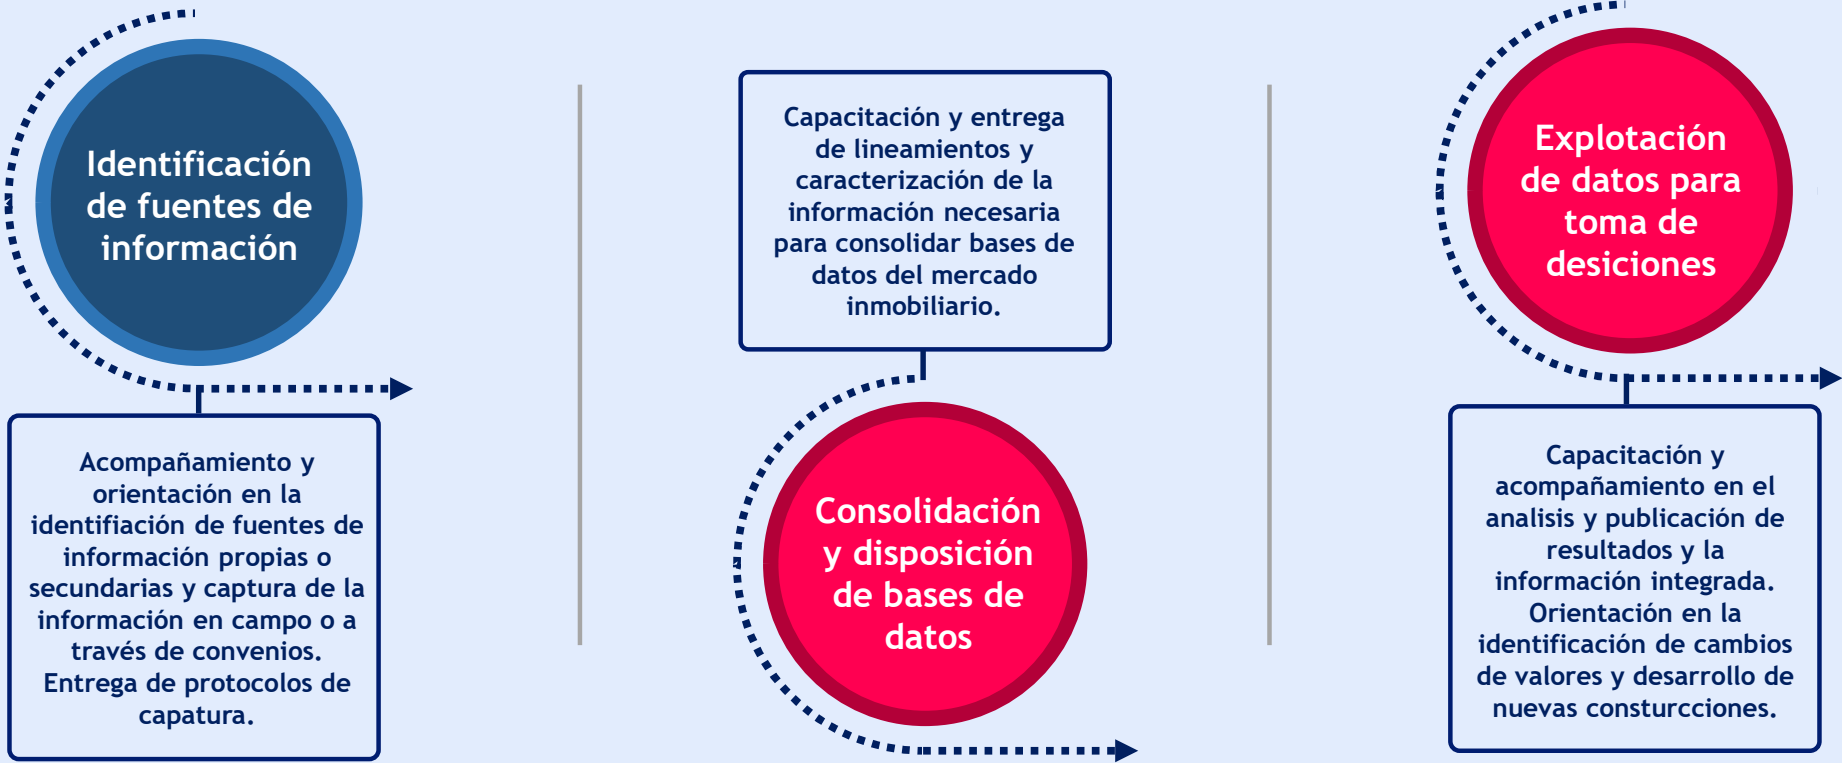 Identificación
de fuentes de
información
Acompañamiento y
orientación en la
identifiación de fuentes de
información propias o
secundarias y captura de la
información en campo o a
través de convenios.
Entrega de protocolos de
capatura.
Capacitación y entrega
de lineamientos y
caracterización de la
información necesaria
para consolidar bases de
datos del mercado
inmobiliario.
Consolidación
y disposición
de bases de
datos
Explotación
de datos para
toma de
desiciones
Capacitación y
acompañamiento en el
analisis y publicación de
resultados y la
información integrada.
Orientación en la
identificación de cambios
de valores y desarrollo de
nuevas consturcciones.